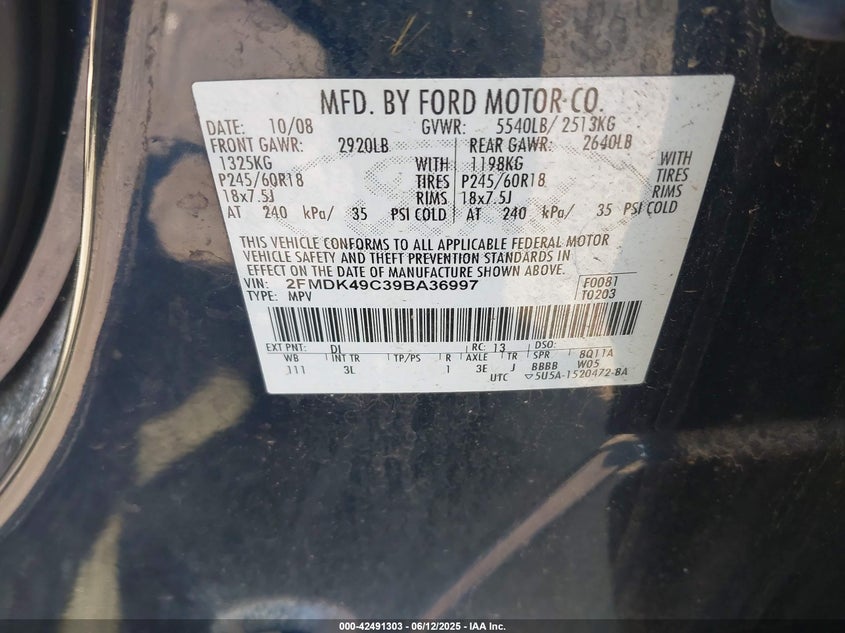 MFD. BY FORD MOTOR CO.
DATE: 10/08 GVWR: 5540LB/ 2513KG
FRONT GAWR: 2920LB REAR GAWR: 2640LB
1325KG WITH 1198KG WITH
P245/60R18 TIRES P245/60R18 TIRES
18x7.5J RIMS 18x7.5J RIMS
AT 240 kPa/ 35 PSI COLD AT 240 kPa/ 35 PSI COLD
THIS VEHICLE CONFORMS TO ALL APPLICABLE FEDERAL MOTOR
VEHICLE SAFETY AND THEFT PREVENTION STANDARDS IN
EFFECT ON THE DATE OF MANUFACTURE SHOWN ABOVE.
VIN: 2FMDK49C39BA36997 F0081
TYPE: MPV T0203
EXT PNT: DI RC: 13 DSO:
WB INT TR TP/PS R AXLE TR SPR 8Q11A
111 3L 1 3E J BBBB W05
UTC ▽5U5A-1520472-BA
000-42491303 | 06/12/2025 | IAA Inc.